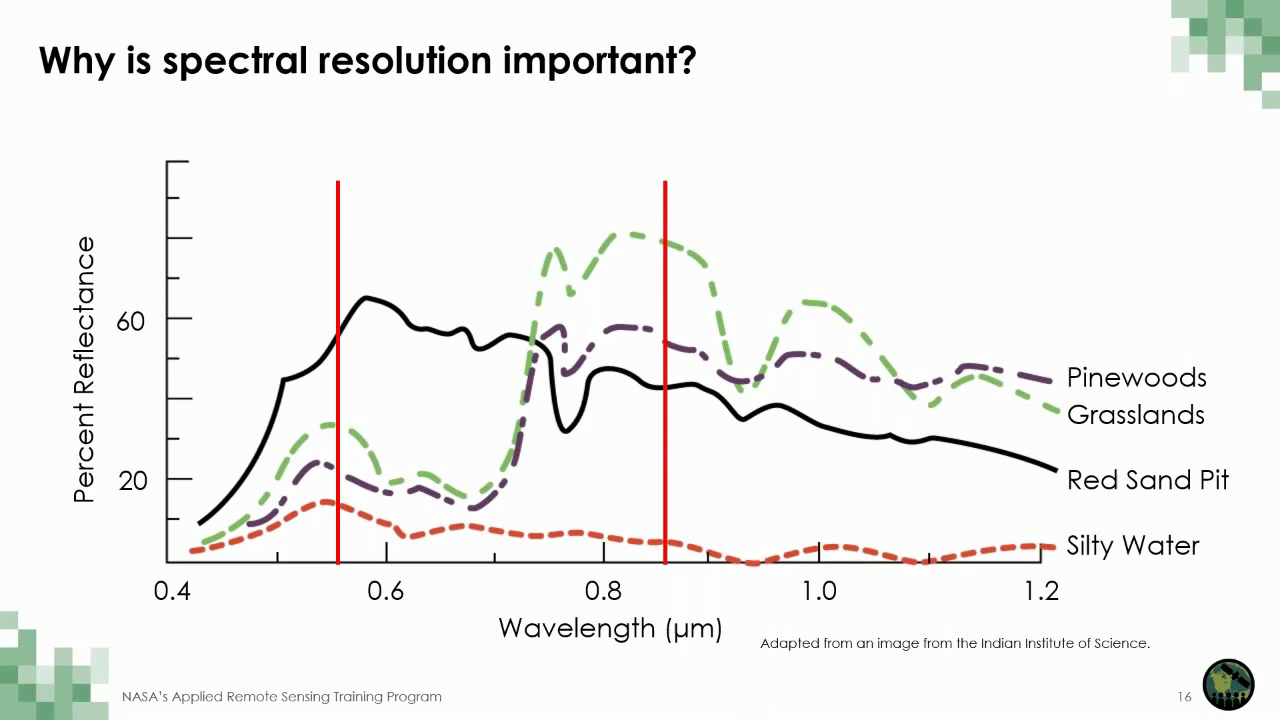 Why is spectral resolution important?
Percent Reflectance
60
20
Pinewoods
Grasslands
Red Sand Pit
Silty Water
0.4 0.6 0.8 1.0 1.2
Wavelength (µm)
Adapted from an image from the Indian Institute of Science.
NASA's Applied Remote Sensing Training Program
16